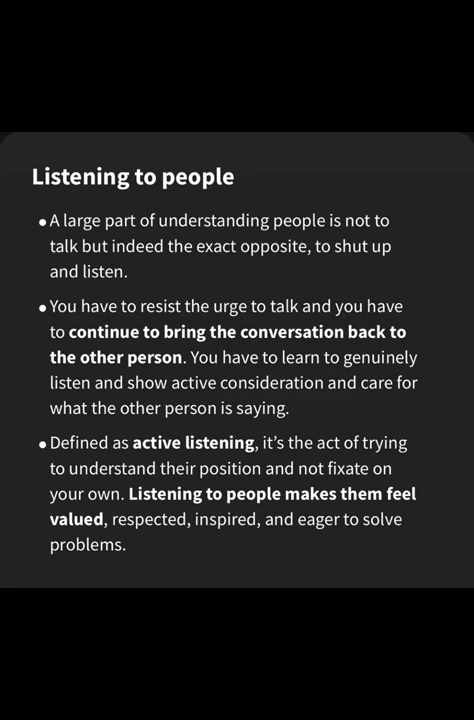 Listening to people
• A large part of understanding people is not to
talk but indeed the exact opposite, to shut up
and listen.
• You have to resist the urge to talk and you have
to continue to bring the conversation back to
the other person. You have to learn to genuinely
listen and show active consideration and care for
what the other person is saying.
• Defined as active listening, it’s the act of trying
to understand their position and not fixate on
your own. Listening to people makes them feel
valued, respected, inspired, and eager to solve
problems.